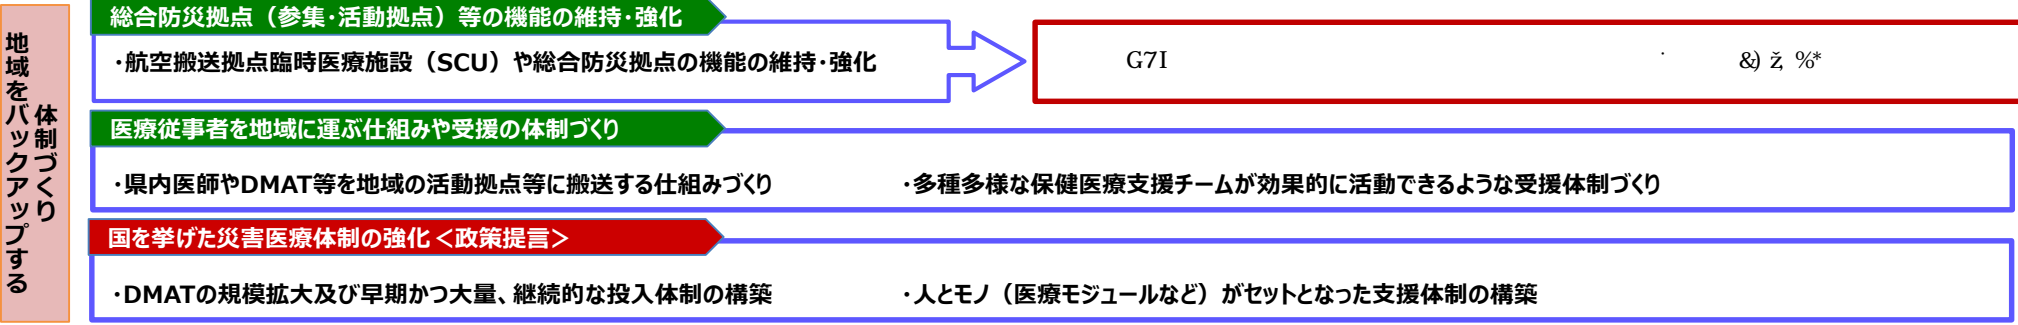 地域をバックアップする
体制づくり
総合防災拠点（参集・活動拠点）等の機能の維持・強化
・航空搬送拠点臨時医療施設（SCU）や総合防災拠点の機能の維持・強化
G7I &) ž, %*
医療従事者を地域に運ぶ仕組みや受援の体制づくり
・県内医師やDMAT等を地域の活動拠点等に搬送する仕組みづくり
・多種多様な保健医療支援チームが効果的に活動できるような受援体制づくり
国を挙げた災害医療体制の強化＜政策提言＞
・DMATの規模拡大及び早期かつ大量、継続的な投入体制の構築
・人とモノ（医療モジュールなど）がセットとなった支援体制の構築